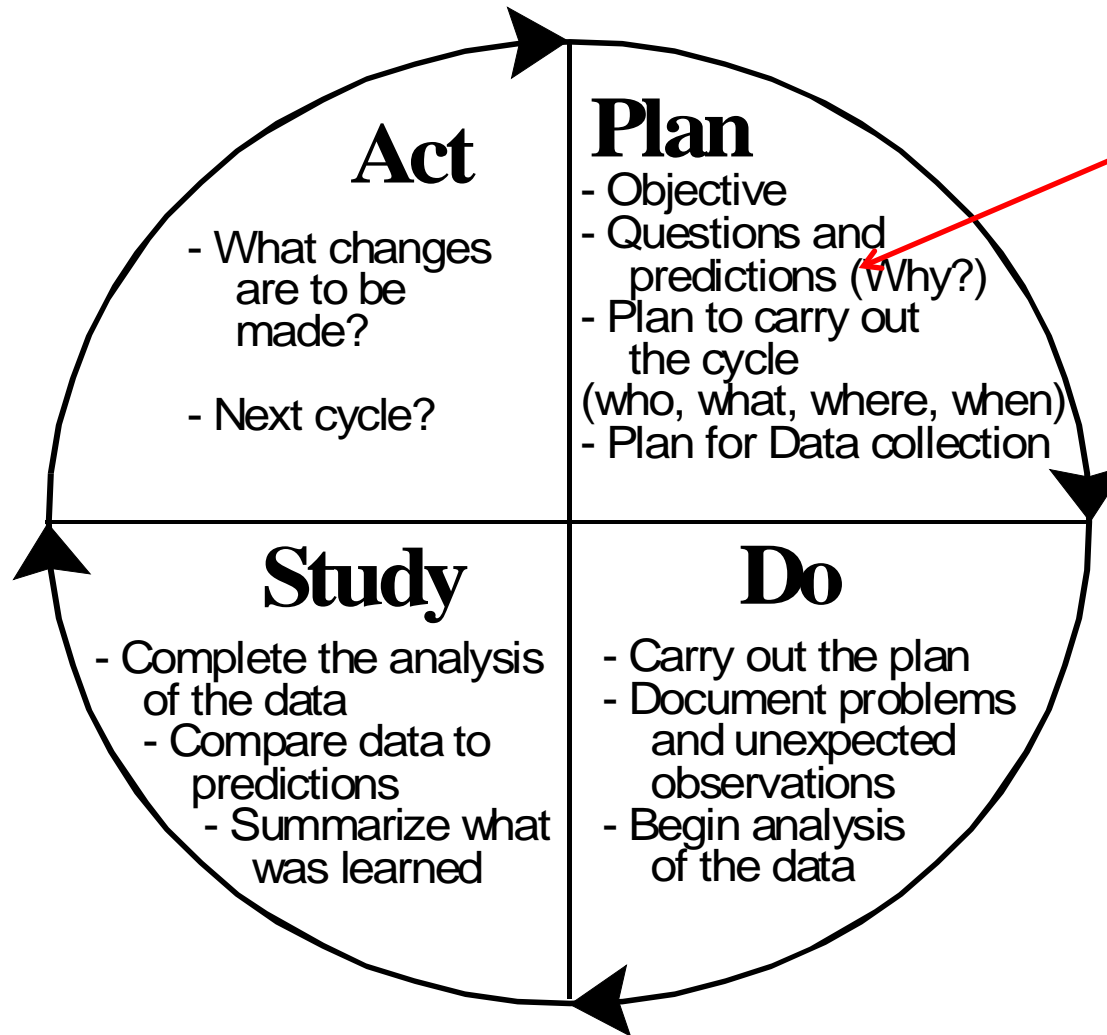 Act
- What changes
are to be
made?
- Next cycle?
Plan
- Objective
- Questions and
predictions (Why?)
- Plan to carry out
the cycle
(who, what, where, when)
- Plan for Data collection
Study
- Complete the analysis
of the data
- Compare data to
predictions
- Summarize what
was learned
Do
- Carry out the plan
- Document problems
and unexpected
observations
- Begin analysis
of the data